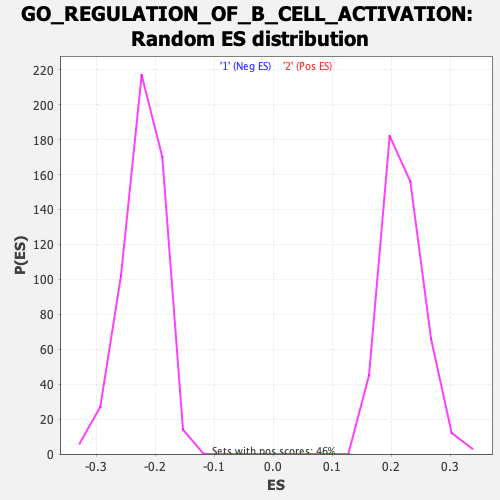 GO_REGULATION_OF_B_CELL_ACTIVATION:
Random ES distribution
'1' (Neg ES) '2' (Pos ES)
220
200
180
160
140
120
100
80
60
40
20
0
P(ES)
Sets with pos scores: 46%
-0.3 -0.2 -0.1 0.0 0.1 0.2 0.3
ES